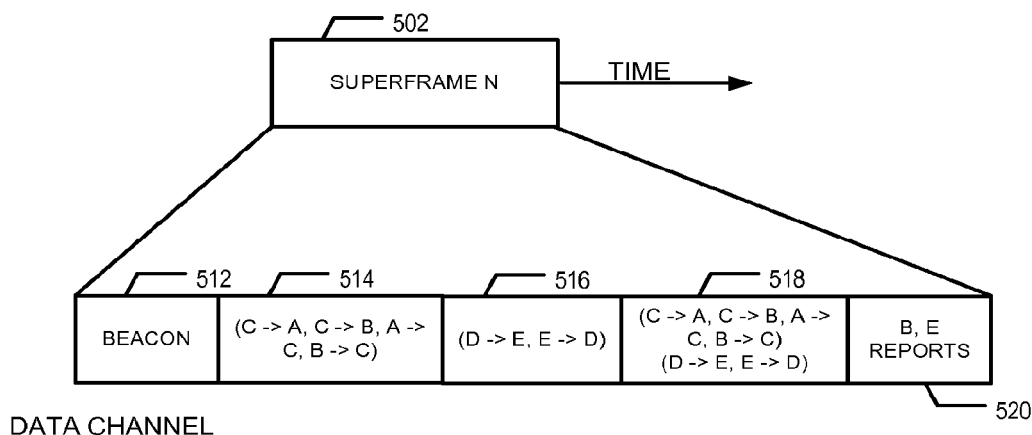 502
SUPERFRAME N
TIME
512
514
516
518
BEACON
(C -> A, C -> B, A ->
C, B -> C)
(D -> E, E -> D)
(C -> A, C -> B, A ->
C, B -> C)
(D -> E, E -> D)
B, E
REPORTS
520
DATA CHANNEL